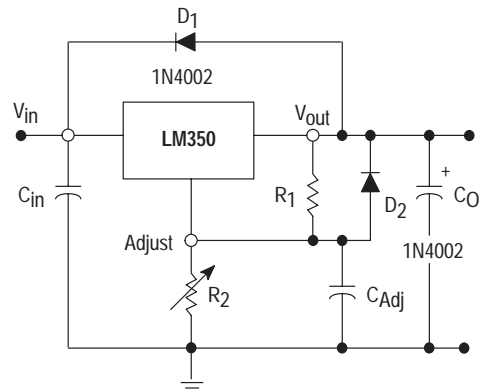 D1
1N4002
Vin
Vout
LM350
Cin
R1
D2
+
CO
1N4002
Adjust
R2
CAdj